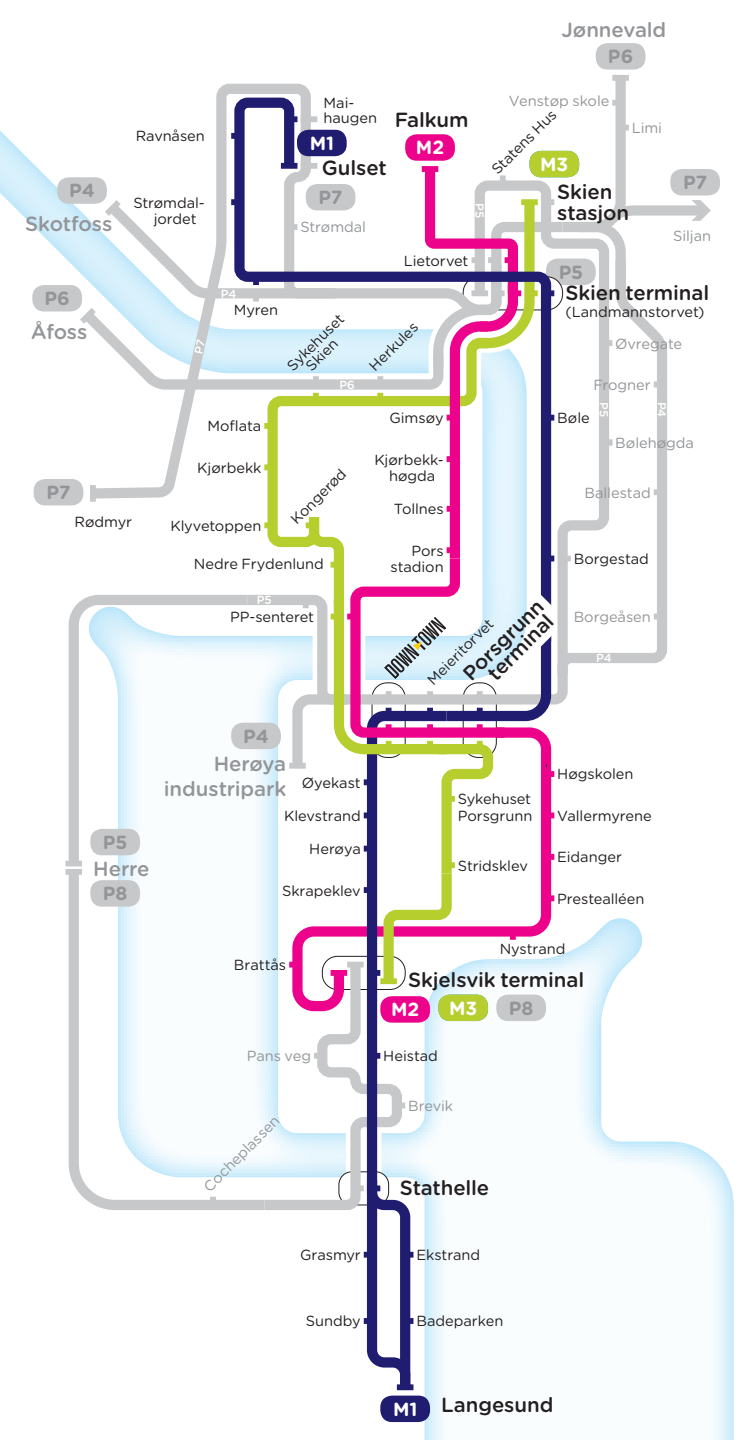 Jønnevald
P6
Venstøp skole
Limi
Mai-
haugen
Ravnåsen
M1
Gulset
Falkum
M2
Statens Hus
M3
Skien
stasjon
P4
Skotfoss
P7
Strømdal-
jordet
Strømdal
P5
P7
Siljan
Lietorvet
P5
Skien terminal
(Landmannstorvet)
P4
Myren
P6
Åfoss
P7
Sykehuset
Skien
Herkules
P6
Øvregate
Frogner
P5
P4
Moflata
Gimsøy
Bøle
Bølehøgda
Kjørbekk
Kjørbekk-
høgda
P7
Rødmyr
Kongerød
Tollnes
Ballestad
Klyvetoppen
Pors
stadion
Nedre Frydenlund
Borgestad
P5
PP-senteret
Borgeåsen
DOWN TOWN
Meieritorvet
Porsgrunn
terminal
P4
P4
Herøya
industripark
Øyekast
Høgskolen
Klevstrand
Sykehuset
Porsgrunn
Vallermyrene
P5
Herre
P8
Herøya
Stridsklev
Eidanger
Skrapeklev
Prestealléen
Nystrand
Brattås
Skjelsvik terminal
M2
M3
P8
Pans veg
Heistad
Brevik
Cocheplassen
Stathelle
Grasmyr
Ekstrand
Sundby
Badeparken
M1
Langesund